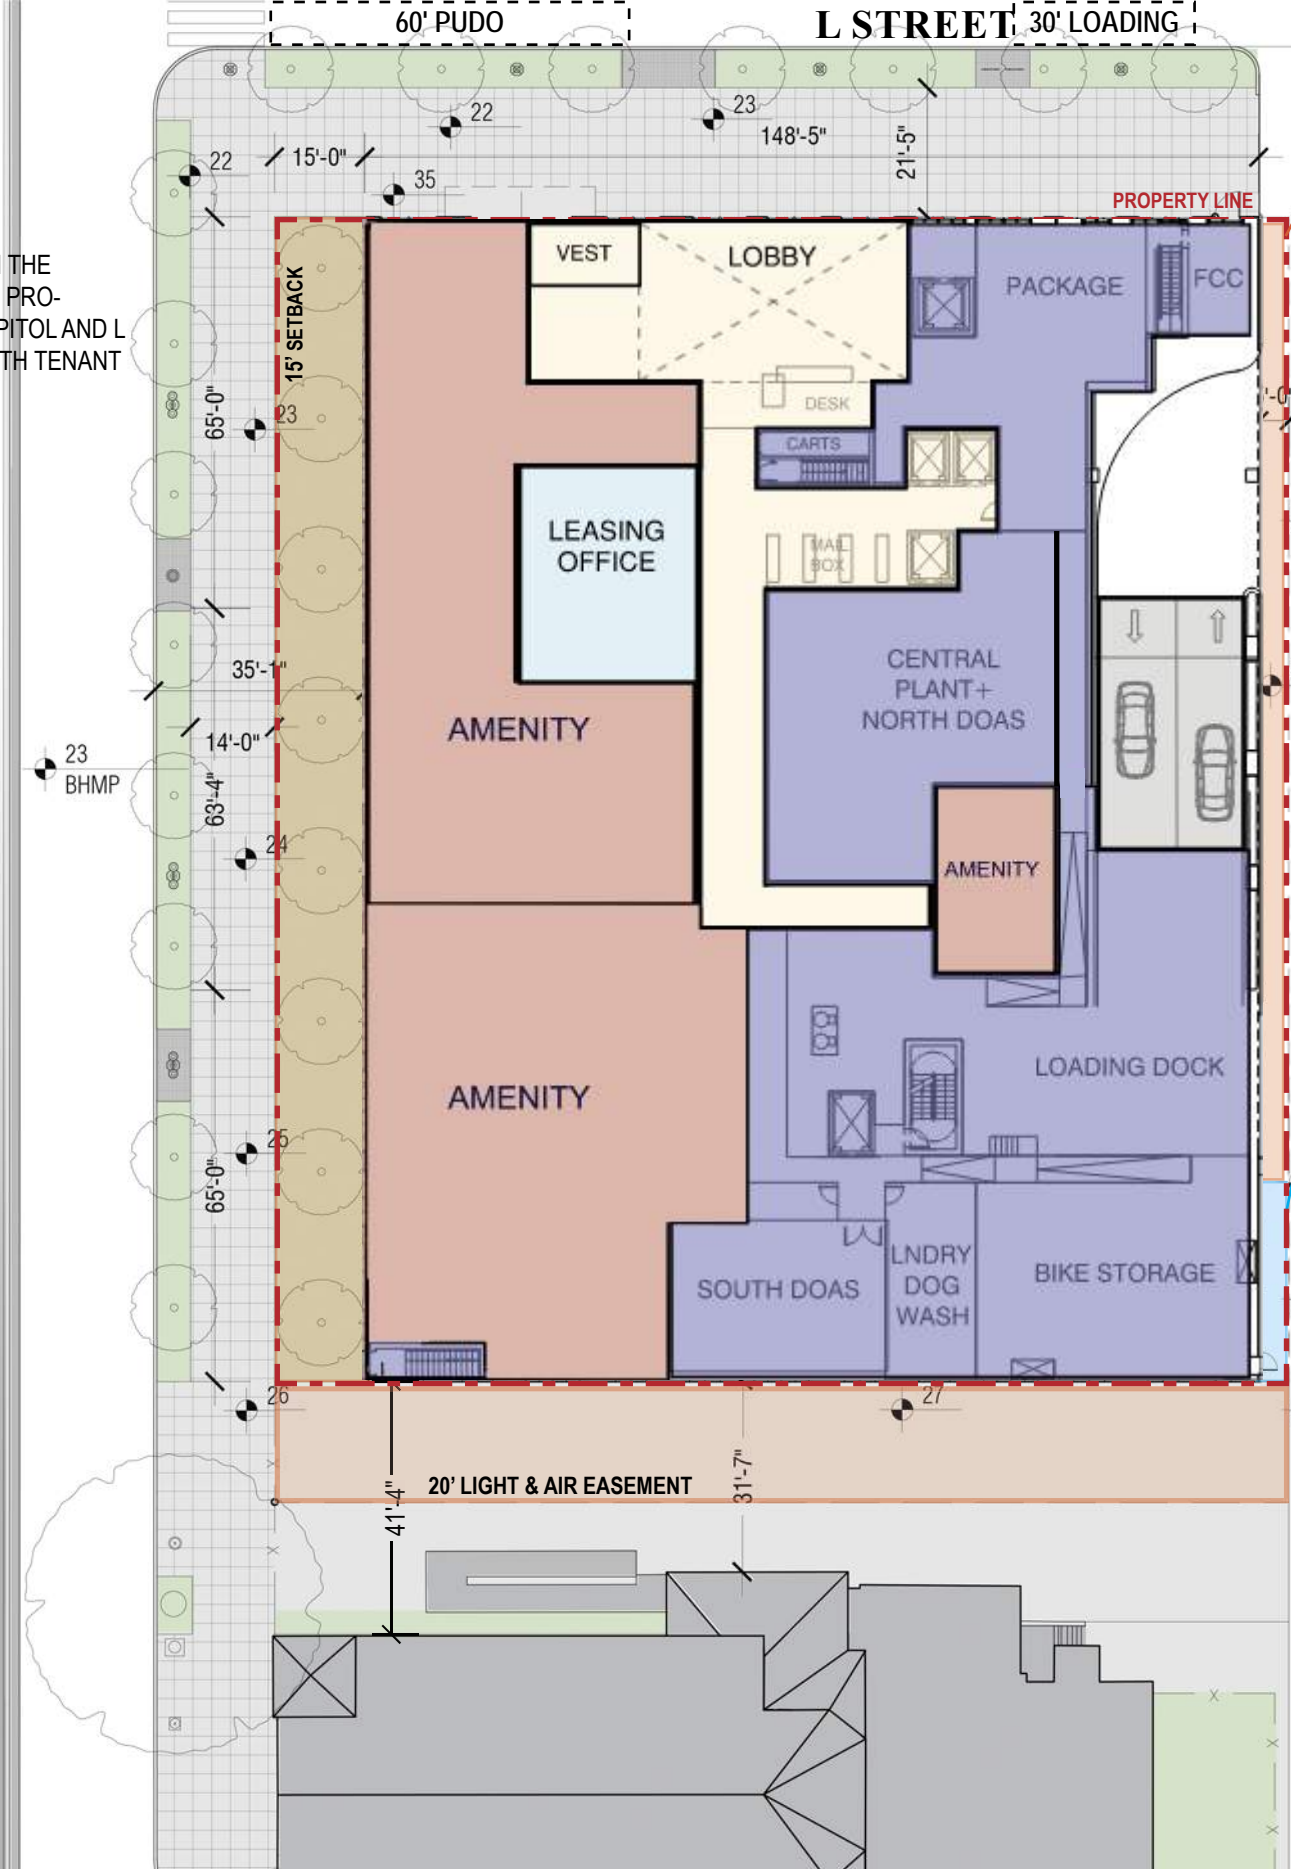 60' PUDO
L STREET
30' LOADING
22
23
148'-5"
21'-5"
22
15'-0"
35
PROPERTY LINE
THE
PRO-
PITOL AND L
TH TENANT
15' SETBACK
VEST
LOBBY
PACKAGE
FCC
DESK
65'-0"
23
CARTS
'-0
LEASING
OFFICE
MAIL
BOX
CENTRAL
PLANT+
NORTH DOAS
35'-1"
AMENITY
14'-0"
23
BHMP
63'-4"
24
AMENITY
LOADING DOCK
AMENITY
25
65'-0"
SOUTH DOAS
LNDRY
DOG
WASH
BIKE STORAGE
26
27
20' LIGHT & AIR EASEMENT
41'-4"
31'-7"